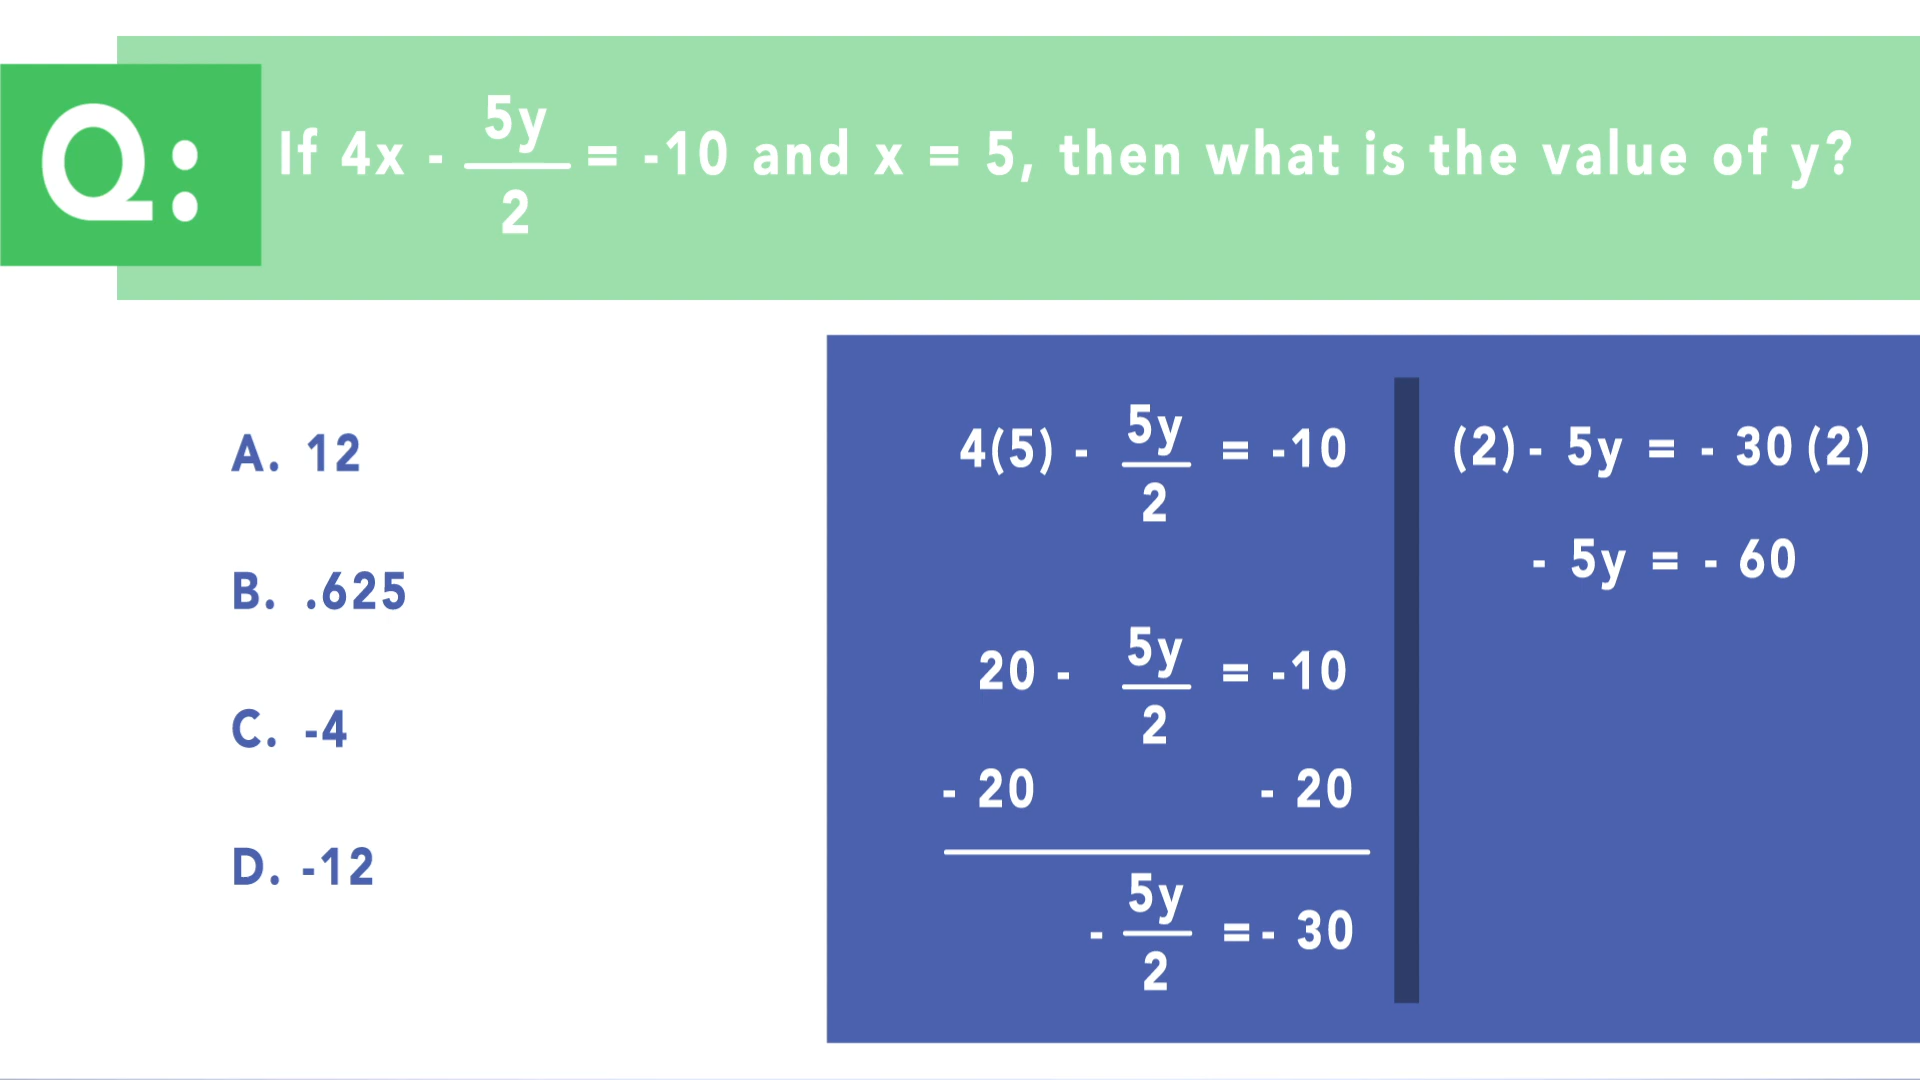 Q: If 4x - 5y/2 = -10 and x = 5, then what is the value of y?
A. 12
B. .625
C. -4
D. -12
4(5) - 5y/2 = -10
20 - 5y/2 = -10
- 20 - 20
- 5y/2 = - 30
(2) - 5y = - 30 (2)
- 5y = - 60